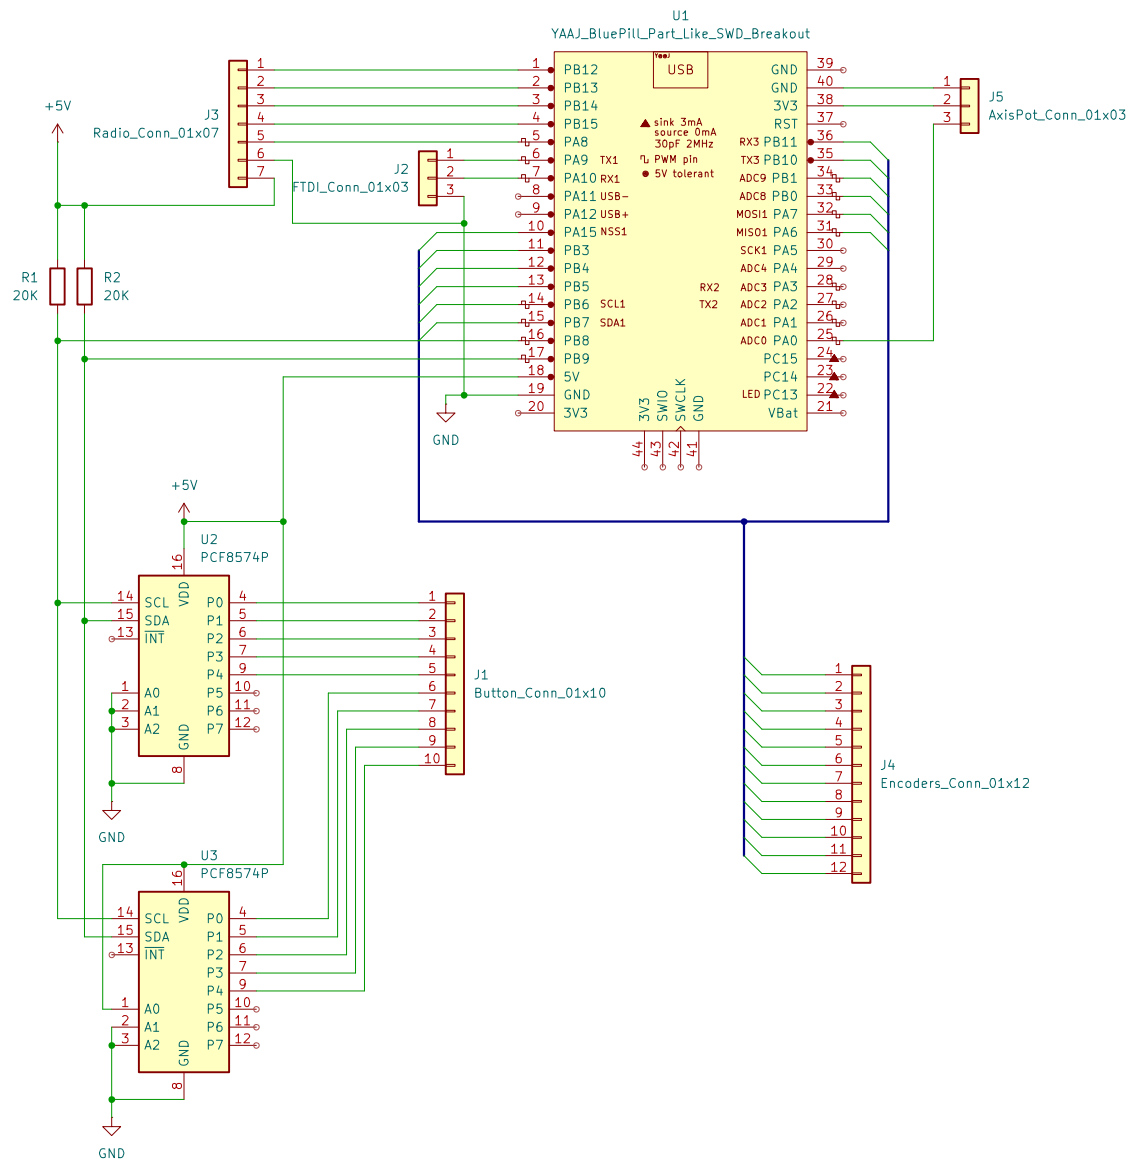 U1
YAAJ_BluePill_Part_Like_SWD_Breakout
YaaJ
USB
sink 3mA
source 0mA
30pF 2MHz
PWM pin
5V tolerant
1 PB12
2 PB13
3 PB14
4 PB15
5 PA8
6 PA9 TX1
7 PA10 RX1
8 PA11 USB-
9 PA12 USB+
10 PA15 NSS1
11 PB3
12 PB4
13 PB5
14 PB6 SCL1
15 PB7 SDA1
16 PB8
17 PB9
18 5V
19 GND
20 3V3
GND 39
GND 40
3V3 38
RST 37
RX3 PB11 36
TX3 PB10 35
ADC9 PB1 34
ADC8 PB0 33
MOSI1 PA7 32
MISO1 PA6 31
SCK1 PA5 30
ADC4 PA4 29
RX2 ADC3 PA3 28
TX2 ADC2 PA2 27
ADC1 PA1 26
ADC0 PA0 25
PC15 24
PC14 23
LED PC13 22
VBat 21
3V3 44
SWIO 43
SWCLK 42
GND 41
J3
Radio_Conn_01x07
1
2
3
4
5
6
7
J2
FTDI_Conn_01x03
1
2
3
J5
AxisPot_Conn_01x03
1
2
3
+5V
R1
20K
R2
20K
GND
+5V
U2
PCF8574P
16 VDD
14 SCL
15 SDA
13 INT
1 A0
2 A1
3 A2
P0 4
P1 5
P2 6
P3 7
P4 9
P5 10
P6 11
P7 12
GND 8
GND
J1
Button_Conn_01x10
1
2
3
4
5
6
7
8
9
10
J4
Encoders_Conn_01x12
1
2
3
4
5
6
7
8
9
10
11
12
U3
PCF8574P
16 VDD
14 SCL
15 SDA
13 INT
1 A0
2 A1
3 A2
P0 4
P1 5
P2 6
P3 7
P4 9
P5 10
P6 11
P7 12
GND 8
GND